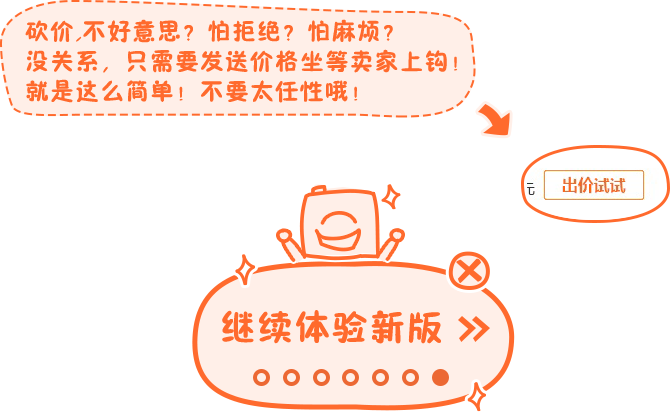 砍价,不好意思？怕拒绝？怕麻烦？
没关系，只需要发送价格坐等卖家上钩！
就是这么简单！不要太任性哦！
元 出价试试
继续体验新版